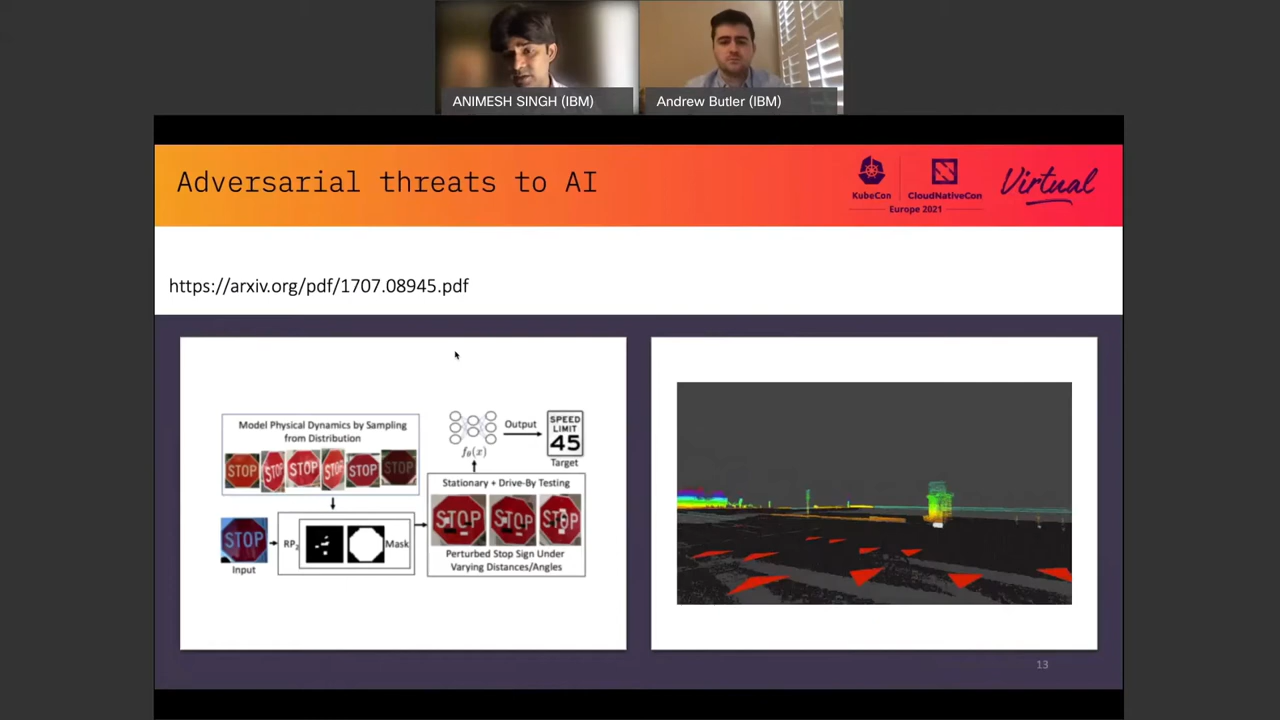 ANIMESH SINGH (IBM)
Andrew Butler (IBM)
Adversarial threats to AI
KubeCon
CloudNativeCon
Europe 2021
Virtual
https://arxiv.org/pdf/1707.08945.pdf
Model Physical Dynamics by Sampling
from Distribution
STOP STOP STOP STOP STOP STOP
STOP
Input
RP₂
Mask
fθ(x)
Output
SPEED
LIMIT
45
Target
Stationary + Drive-By Testing
STOP STOP STOP
Perturbed Stop Sign Under
Varying Distances/Angles
13